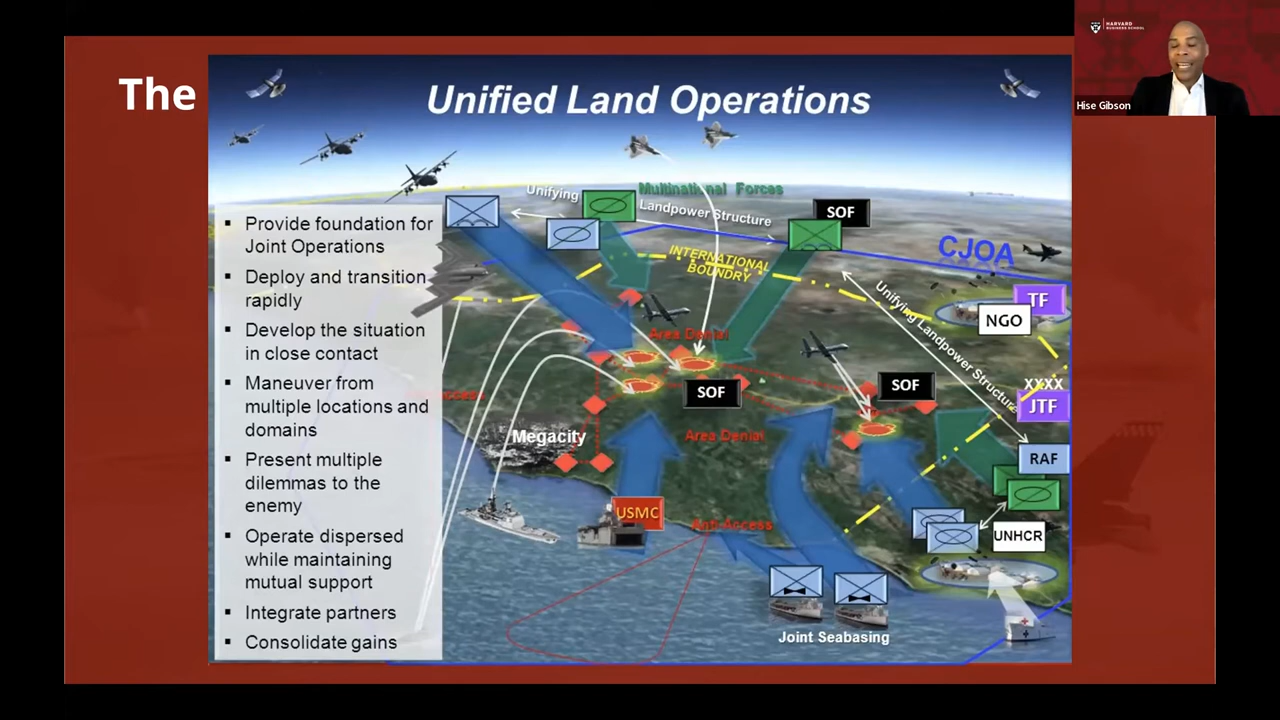 HARVARD
BUSINESS SCHOOL
Hise Gibson
The
Unified Land Operations
Unifying
Multinational Forces
Landpower Structure
SOF
▪ Provide foundation for
Joint Operations
▪ Deploy and transition
rapidly
▪ Develop the situation
in close contact
▪ Maneuver from
multiple locations and
domains
▪ Present multiple
dilemmas to the
enemy
▪ Operate dispersed
while maintaining
mutual support
▪ Integrate partners
▪ Consolidate gains
INTERNATIONAL
BOUNDRY
CJOA
TF
NGO
Unifying Landpower Structure
Area Denial
SOF
SOF
XXXX
JTF
Megacity
Area Denial
RAF
USMC
Anti Access
UNHCR
Joint Seabasing